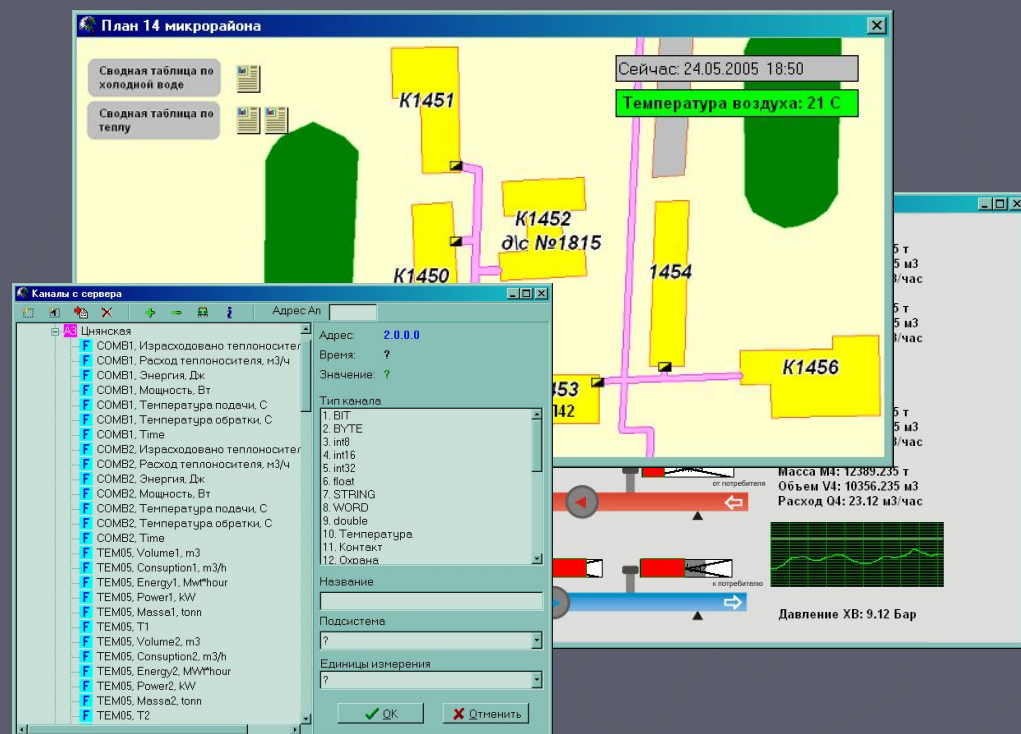 План 14 микрорайона
Сводная таблица по
холодной воде
Сводная таблица по
теплу
Сейчас: 24.05.2005 18:50
Температура воздуха: 21 C
К1451
К1452
д\с №1815
К1450
1454
К1456
453
142
Каналы с сервера
Адрес An
A3 Цнянская
F COMB1, Израсходовано теплоносител
F COMB1, Расход теплоносителя, м3/ч
F COMB1, Энергия, Дж
F COMB1, Мощность, Вт
F COMB1, Температура подачи, С
F COMB1, Температура обратки, С
F COMB1, Time
F COMB2, Израсходовано теплоносител
F COMB2, Расход теплоносителя, м3/ч
F COMB2, Энергия, Дж
F COMB2, Мощность, Вт
F COMB2, Температура подачи, С
F COMB2, Температура обратки, С
F COMB2, Time
F TEM05, Volume1, m3
F TEM05, Consuption1, m3/h
F TEM05, Energy1, Mwt*hour
F TEM05, Power1, kW
F TEM05, Massa1, tonn
F TEM05, T1
F TEM05, Volume2, m3
F TEM05, Consuption2, m3/h
F TEM05, Energy2, MWt*hour
F TEM05, Power2, kW
F TEM05, Massa2, tonn
F TEM05, T2
Адрес: 2.0.0.0
Время: ?
Значение: ?
Тип канала
1. BIT
2. BYTE
3. int8
4. int16
5. int32
6. float
7. STRING
8. WORD
9. double
10. Температура
11. Контакт
12. Охрана
Название
Подсистема
?
Единицы измерения
?
OK
Отменить
5 т
5 м3
/час
5 т
5 м3
/час
5 т
5 м3
/час
Масса М4: 12389.235 т
Объем V4: 10356.235 м3
Расход Q4: 23.12 м3/час
от потребителя
к потребителю
Давление ХВ: 9.12 Бар